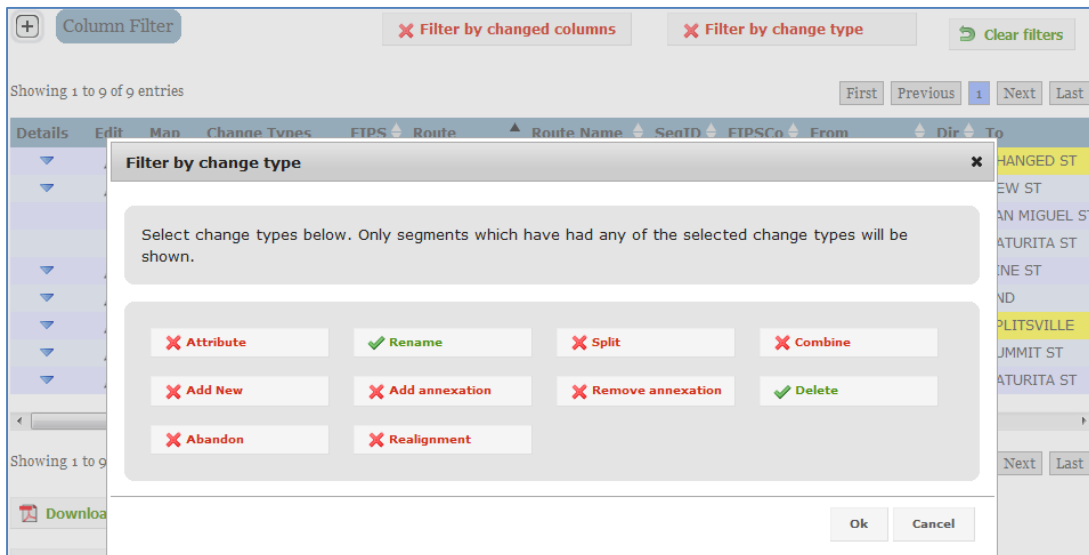 + Column Filter Filter by changed columns Filter by change type Clear filters
Showing 1 to 9 of 9 entries First Previous 1 Next Last
Details Edit Map Change Types FIPS Route Route Name SegID FIPSCo From Dir To
Filter by change type
HANGED ST
EW ST
AN MIGUEL ST
ATURITA ST
INE ST
ND
PLITSVILLE
UMMIT ST
ATURITA ST
Select change types below. Only segments which have had any of the selected change types will be
shown.
Attribute Rename Split Combine
Add New Add annexation Remove annexation Delete
Abandon Realignment
Showing 1 to 9 Next Last
Downloa
Ok Cancel